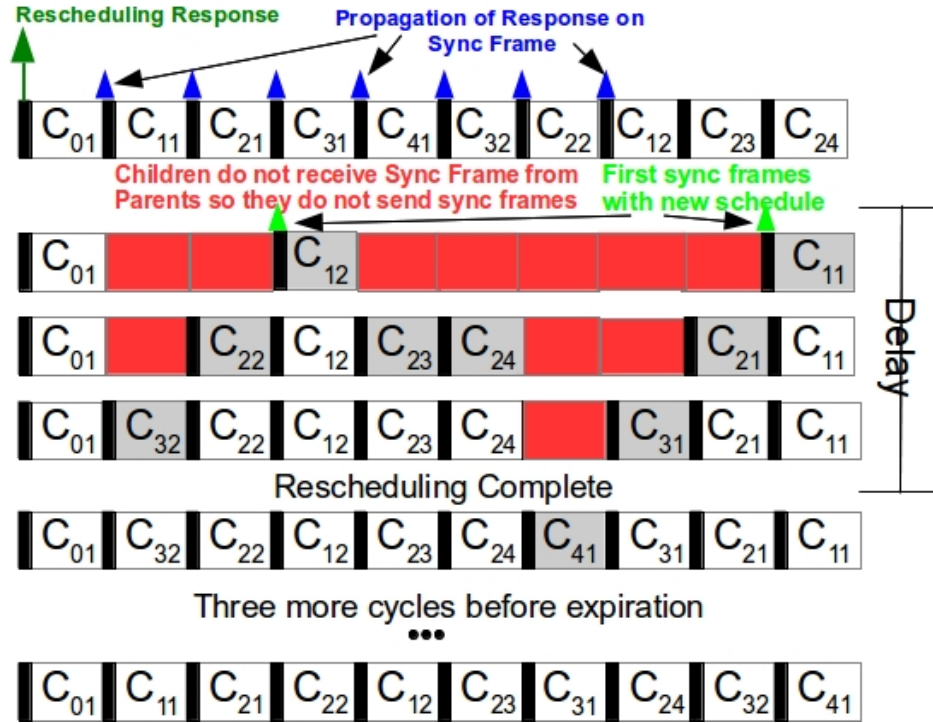 Rescheduling Response
Propagation of Response on
Sync Frame
C01 C11 C21 C31 C41 C32 C22 C12 C23 C24
Children do not receive Sync Frame from
Parents so they do not send sync frames
First sync frames
with new schedule
C01 C12 C11
C01 C22 C12 C23 C24 C21 C11
C01 C32 C22 C12 C23 C24 C31 C21 C11
Delay
Rescheduling Complete
C01 C32 C22 C12 C23 C24 C41 C31 C21 C11
Three more cycles before expiration
•••
C01 C11 C21 C22 C12 C23 C31 C24 C32 C41